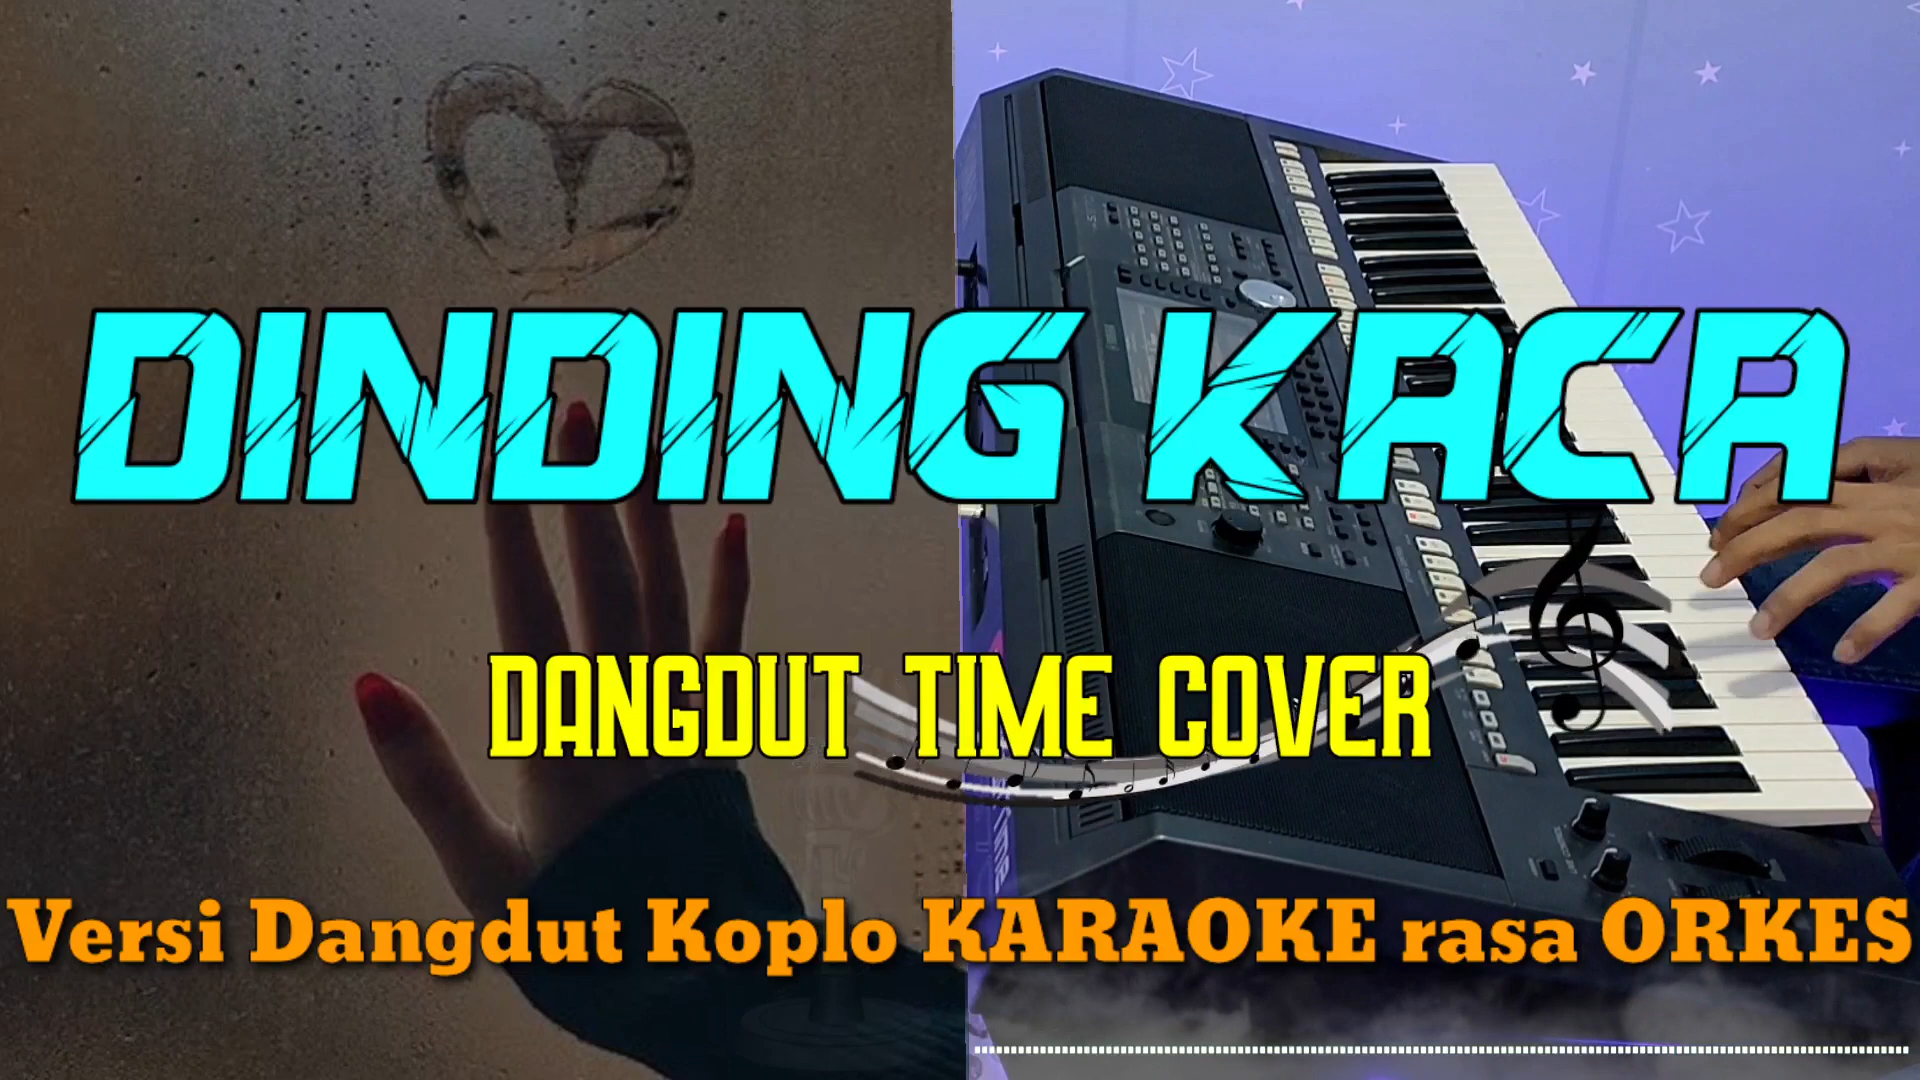 DINDING KACA
DANGDUT TIME COVER
Versi Dangdut Koplo KARAOKE rasa ORKES